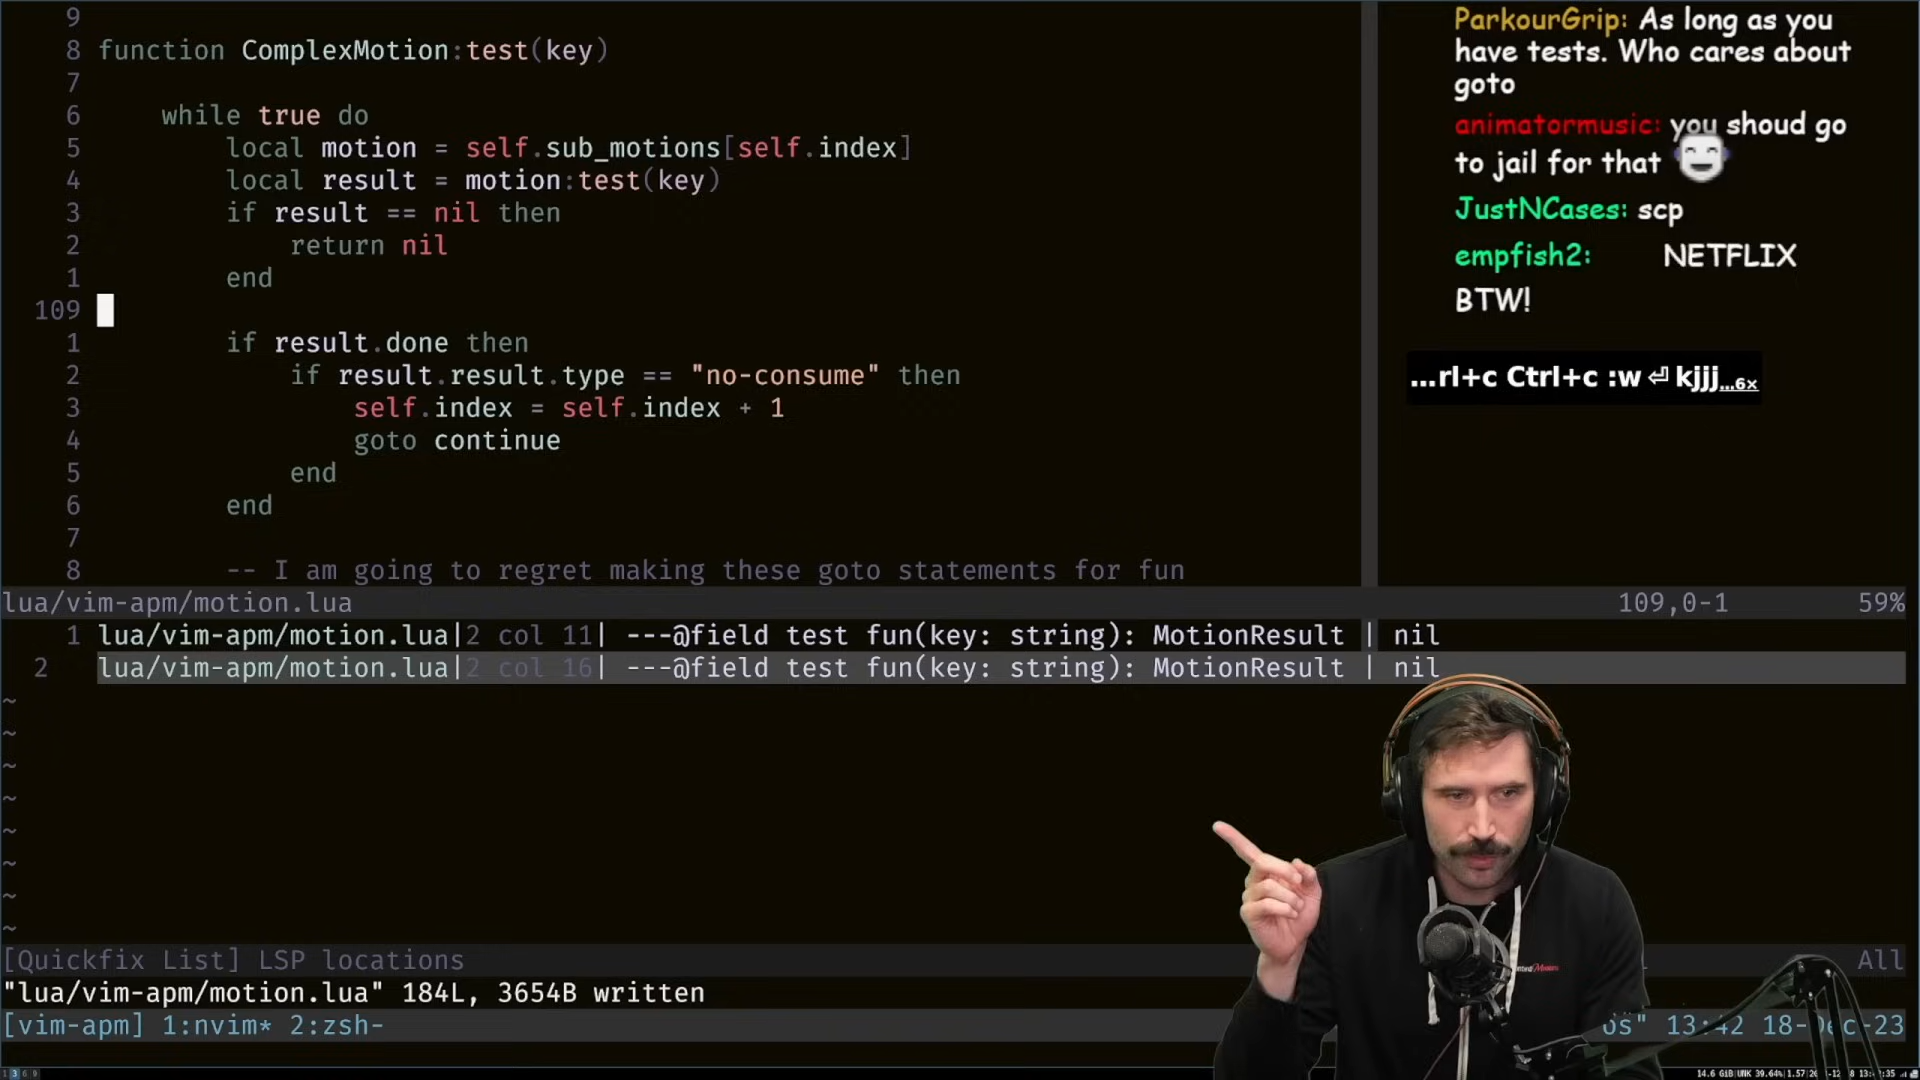 9
8 function ComplexMotion:test(key)
7
6 while true do
5 local motion = self.sub_motions[self.index]
4 local result = motion:test(key)
3 if result == nil then
2 return nil
1 end
109
1 if result.done then
2 if result.result.type == "no-consume" then
3 self.index = self.index + 1
4 goto continue
5 end
6 end
7
8 -- I am going to regret making these goto statements for fun
lua/vim-apm/motion.lua 109,0-1 59%
1 lua/vim-apm/motion.lua|2 col 11| ---@field test fun(key: string): MotionResult | nil
2 lua/vim-apm/motion.lua|2 col 16| ---@field test fun(key: string): MotionResult | nil
~
~
~
~
~
~
~
~
[Quickfix List] LSP locations All
"lua/vim-apm/motion.lua" 184L, 3654B written
[vim-apm] 1:nvim* 2:zsh- 13:42 18-Dec-23
ParkourGrip: As long as you
have tests. Who cares about
goto
animatormusic: you shoud go
to jail for that
JustNCases: scp
empfish2: NETFLIX
BTW!
...rl+c Ctrl+c :w ⏎ kjjj...6×